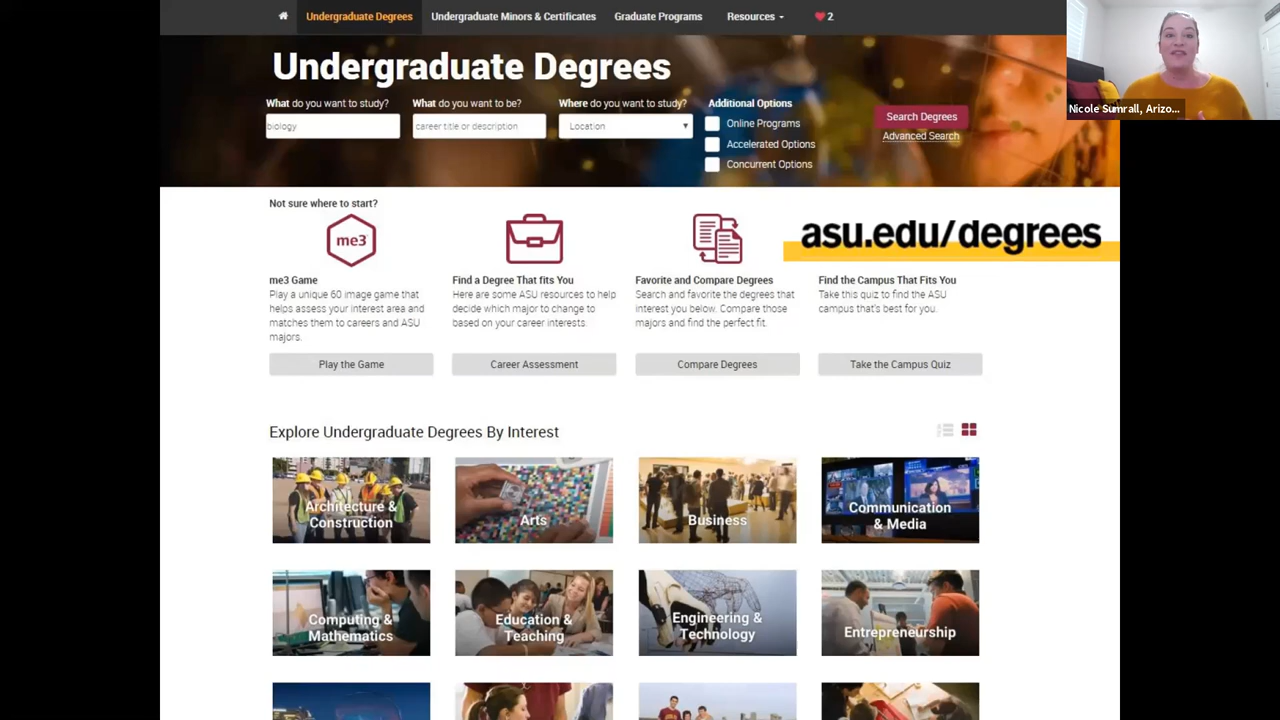 Undergraduate Degrees
Undergraduate Minors & Certificates
Graduate Programs
Resources
2
Nicole Sumrall, Arizo...
Undergraduate Degrees
What do you want to study?
What do you want to be?
Where do you want to study?
Additional Options
biology
career title or description
Location
Online Programs
Accelerated Options
Concurrent Options
Search Degrees
Advanced Search
Not sure where to start?
me3
asu.edu/degrees
me3 Game
Play a unique 60 image game that
helps assess your interest area and
matches them to careers and ASU
majors.
Play the Game
Find a Degree That fits You
Here are some ASU resources to help
decide which major to change to
based on your career interests.
Career Assessment
Favorite and Compare Degrees
Search and favorite the degrees that
interest you below. Compare those
majors and find the perfect fit.
Compare Degrees
Find the Campus That Fits You
Take this quiz to find the ASU
campus that's best for you.
Take the Campus Quiz
Explore Undergraduate Degrees By Interest
Architecture &
Construction
Arts
Business
Communication
& Media
Computing &
Mathematics
Education &
Teaching
Engineering &
Technology
Entrepreneurship